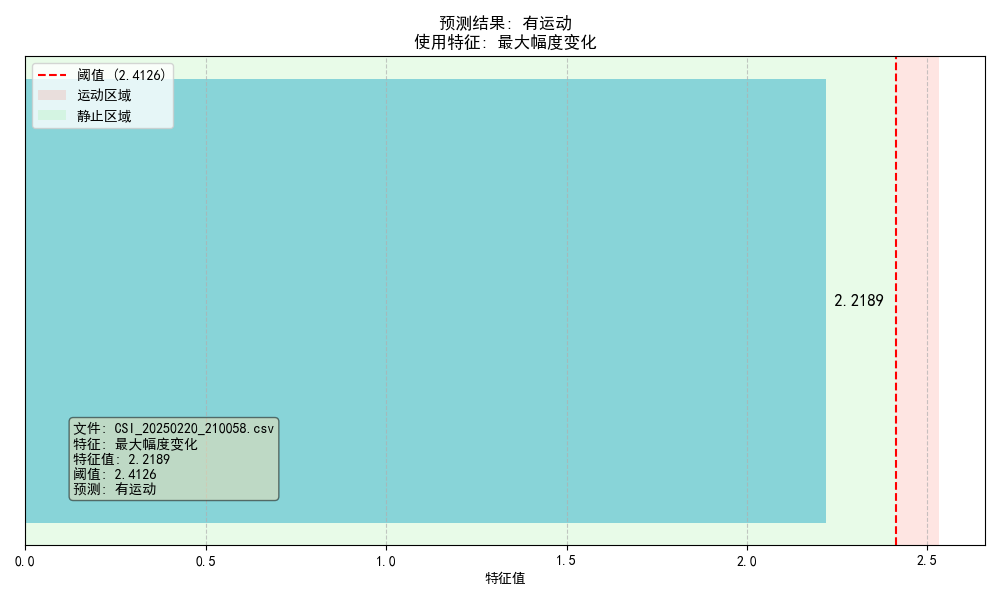 预测结果: 有运动
使用特征: 最大幅度变化
阈值 (2.4126)
运动区域
静止区域
2.2189
文件: CSI_20250220_210058.csv
特征: 最大幅度变化
特征值: 2.2189
阈值: 2.4126
预测: 有运动
0.0 0.5 1.0 1.5 2.0 2.5
特征值